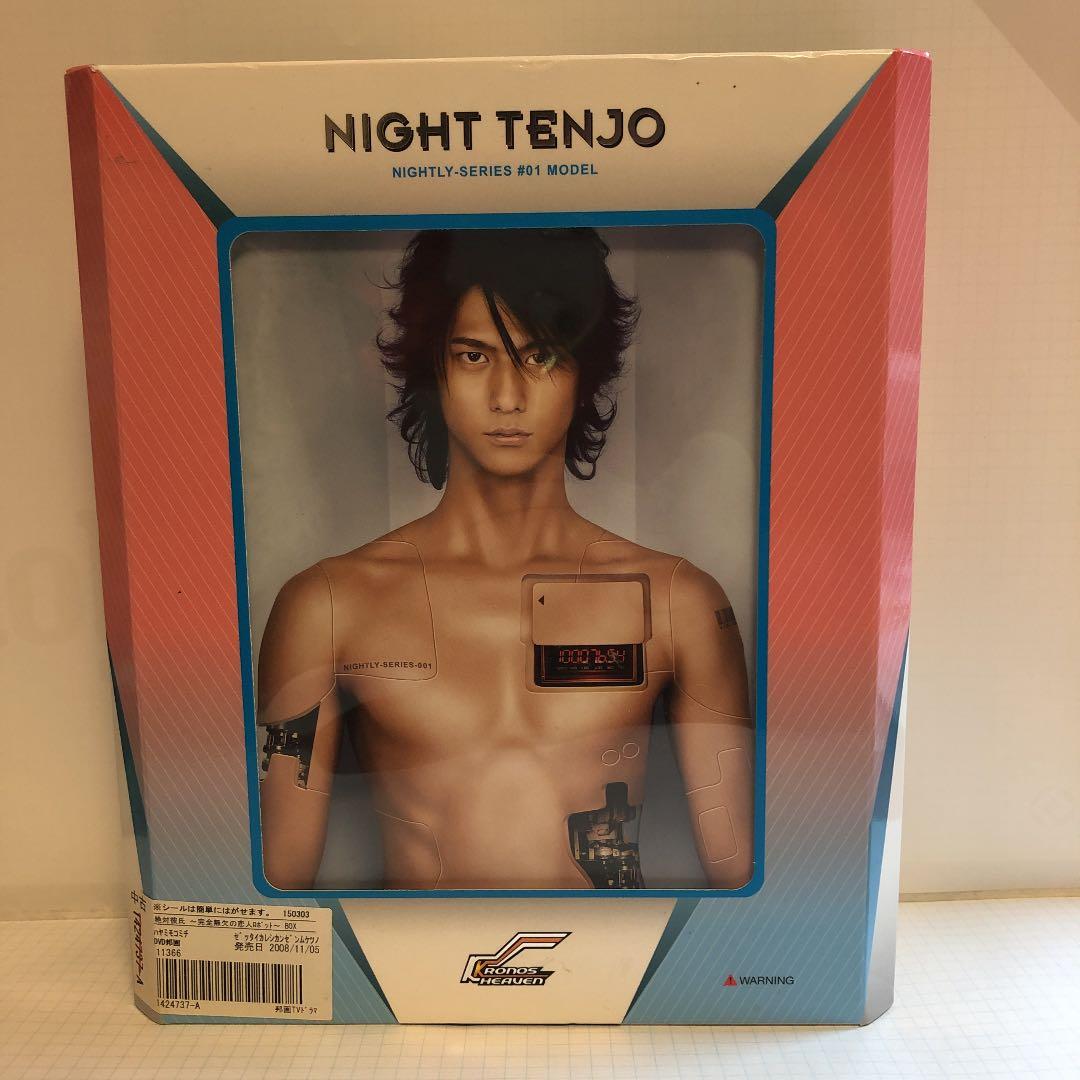 NIGHT TENJO
NIGHTLY-SERIES #01 MODEL
NIGHTLY-SERIES-001
KRONOS
HEAVEN
WARNING
※シールは簡単にはがせます。 150303
絶対彼氏 ～完全無欠の恋人ロボット～ BOX
ハヤミモコミチ ゼッタイカレシカンゼンムケツノ
DVD邦画 発売日 2008/11/05
11366
1424737-A
邦画TVドラマ
1424737-A